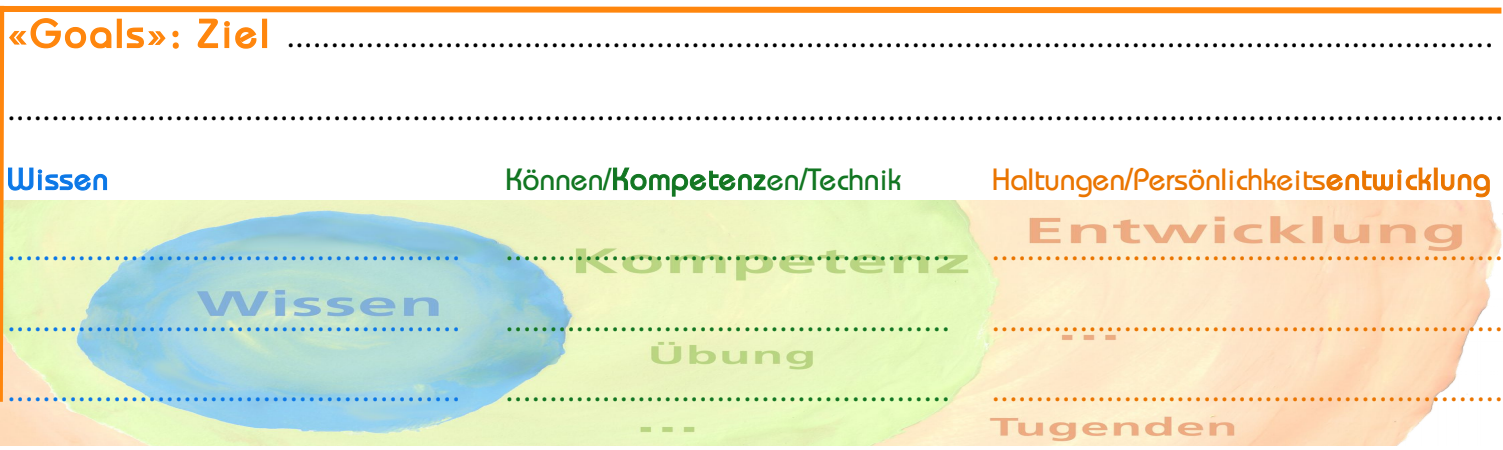 «Goals»: Ziel ................................................................................
................................................................................
Wissen Können/Kompetenzen/Technik Haltungen/Persönlichkeitsentwicklung
Entwicklung
Kompetenz
Wissen
...
Übung
Tugenden
...